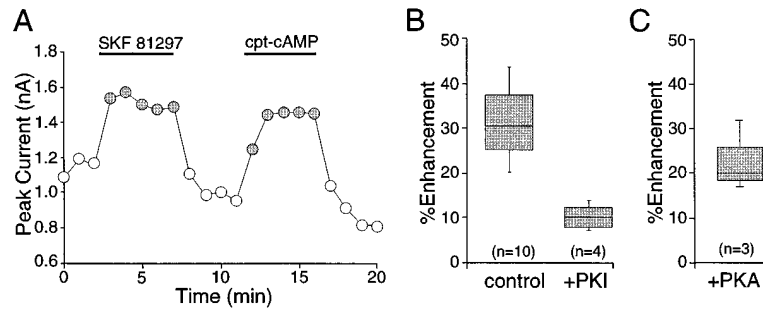 A
SKF 81297
cpt-cAMP
Peak Current (nA)
1.8
1.6
1.4
1.2
1.0
0.8
0.6
0
5
10
15
20
Time (min)
B
%Enhancement
50
40
30
20
10
0
(n=10)
(n=4)
control
+PKI
C
%Enhancement
50
40
30
20
10
0
(n=3)
+PKA